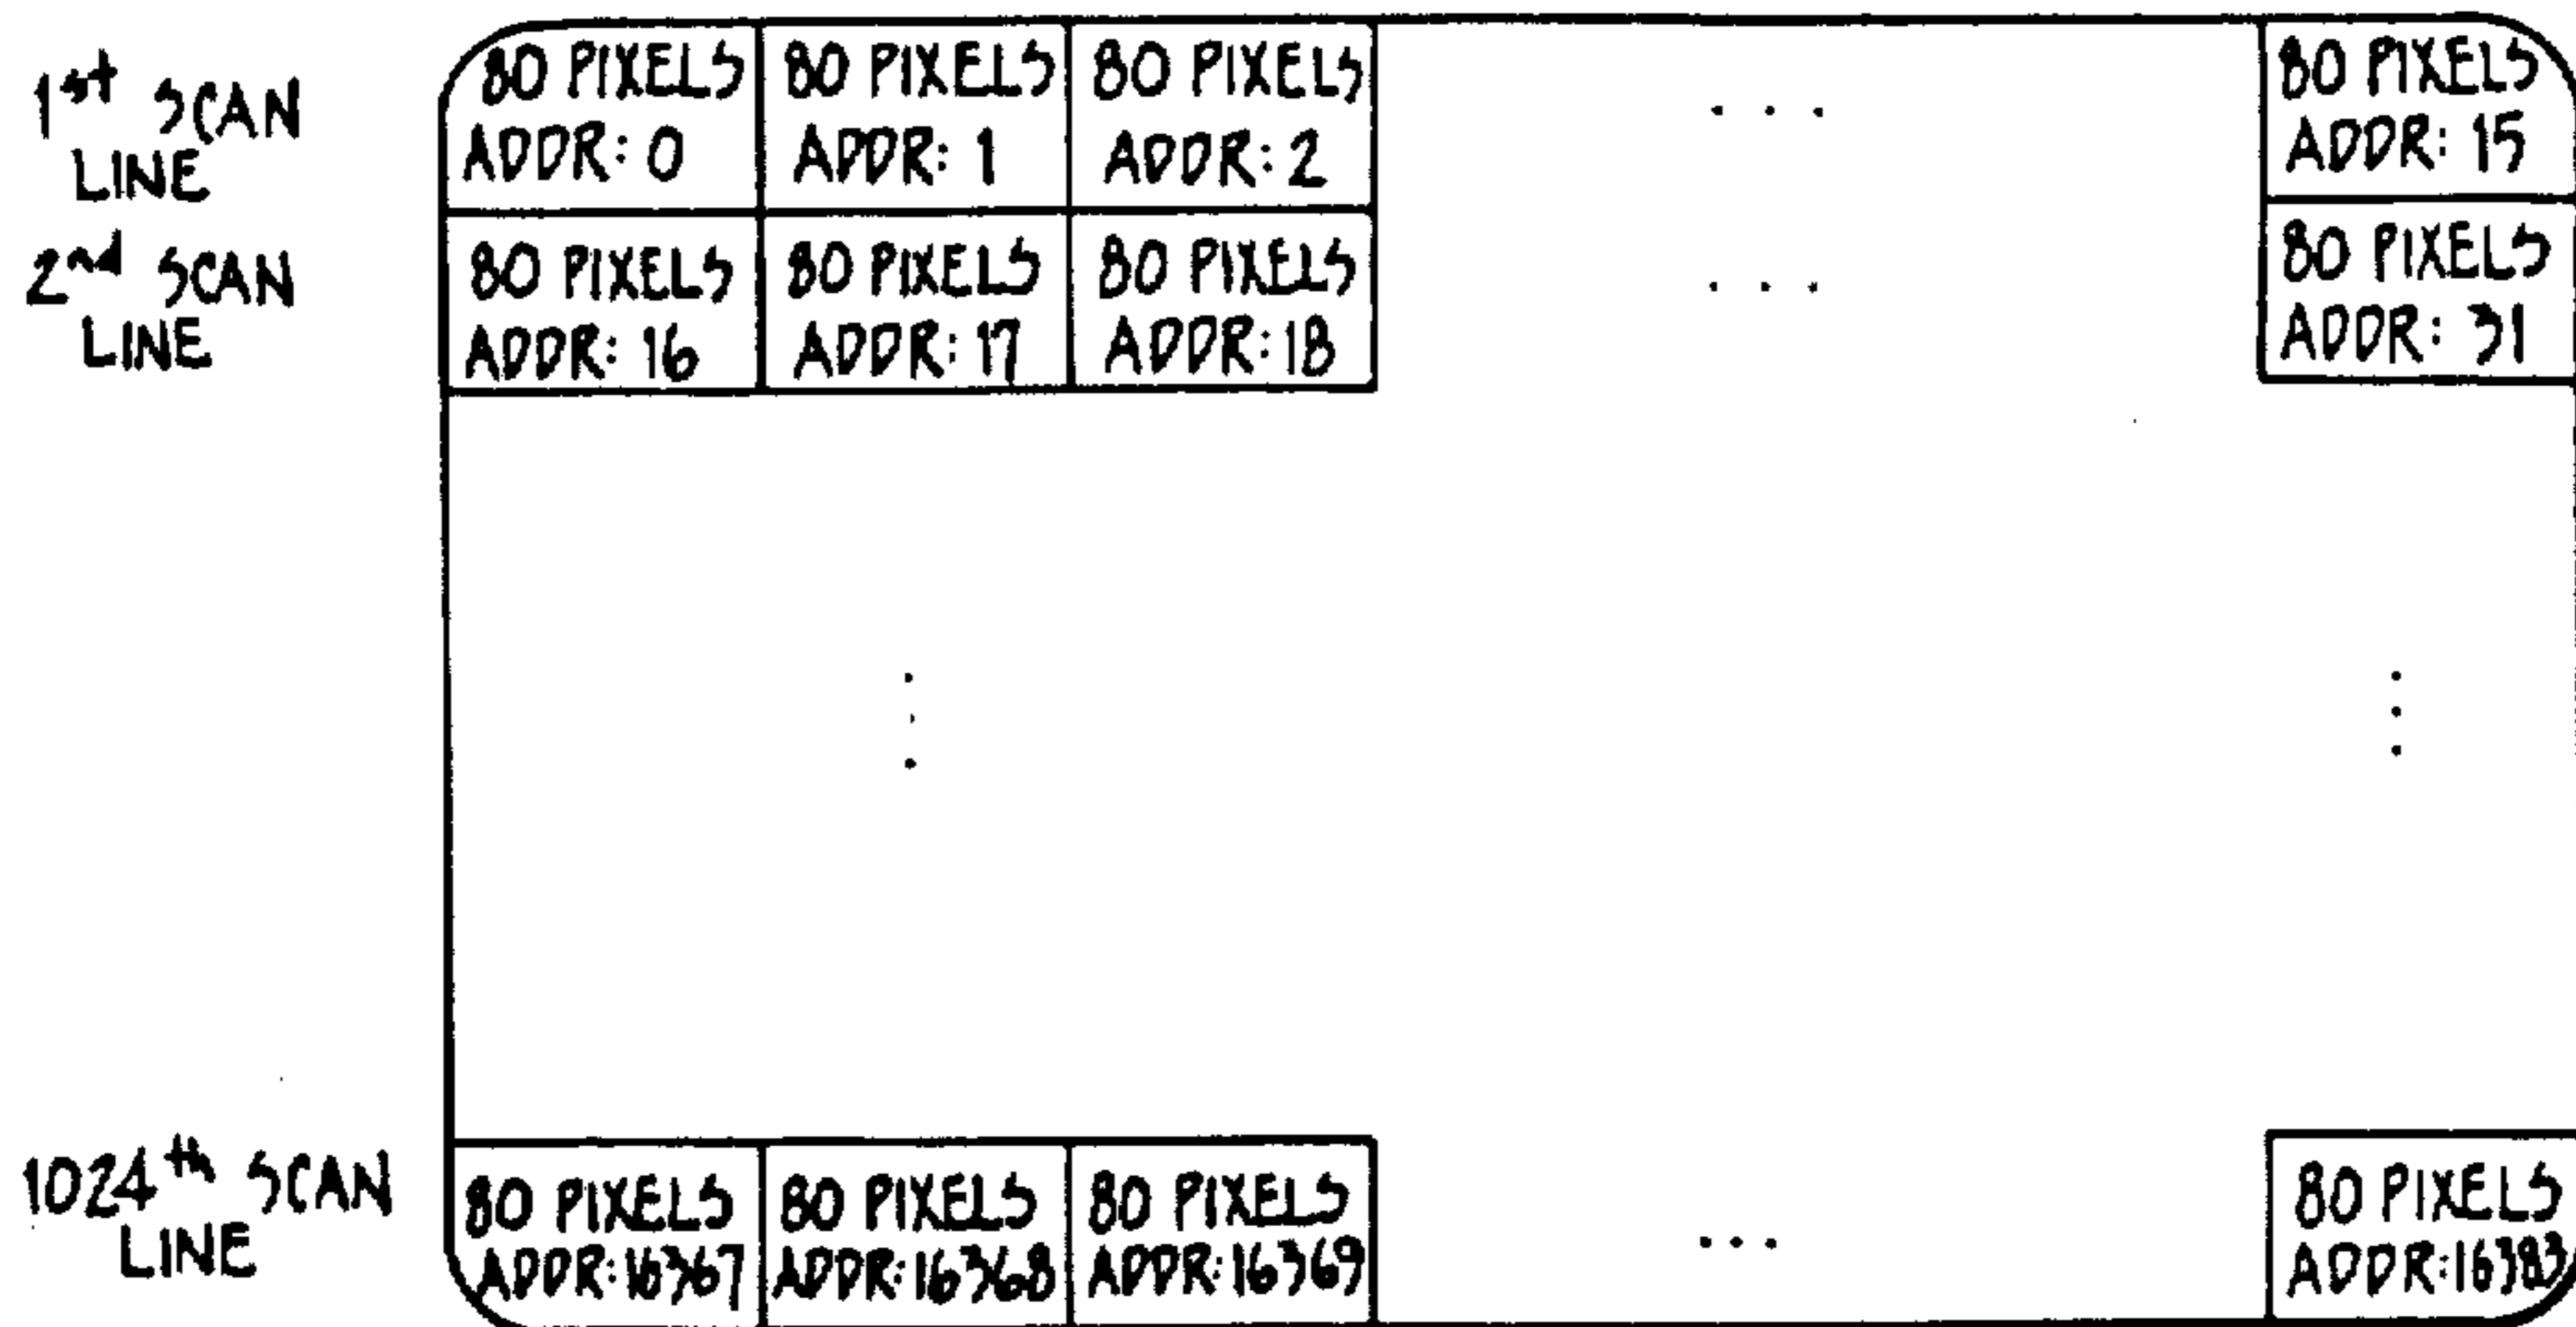 1st SCAN LINE
80 PIXELS ADDR: 0
80 PIXELS ADDR: 1
80 PIXELS ADDR: 2
...
80 PIXELS ADDR: 15
2nd SCAN LINE
80 PIXELS ADDR: 16
80 PIXELS ADDR: 17
80 PIXELS ADDR: 18
...
80 PIXELS ADDR: 31
1024th SCAN LINE
80 PIXELS ADDR: 16367
80 PIXELS ADDR: 16368
80 PIXELS ADDR: 16369
...
80 PIXELS ADDR: 16383